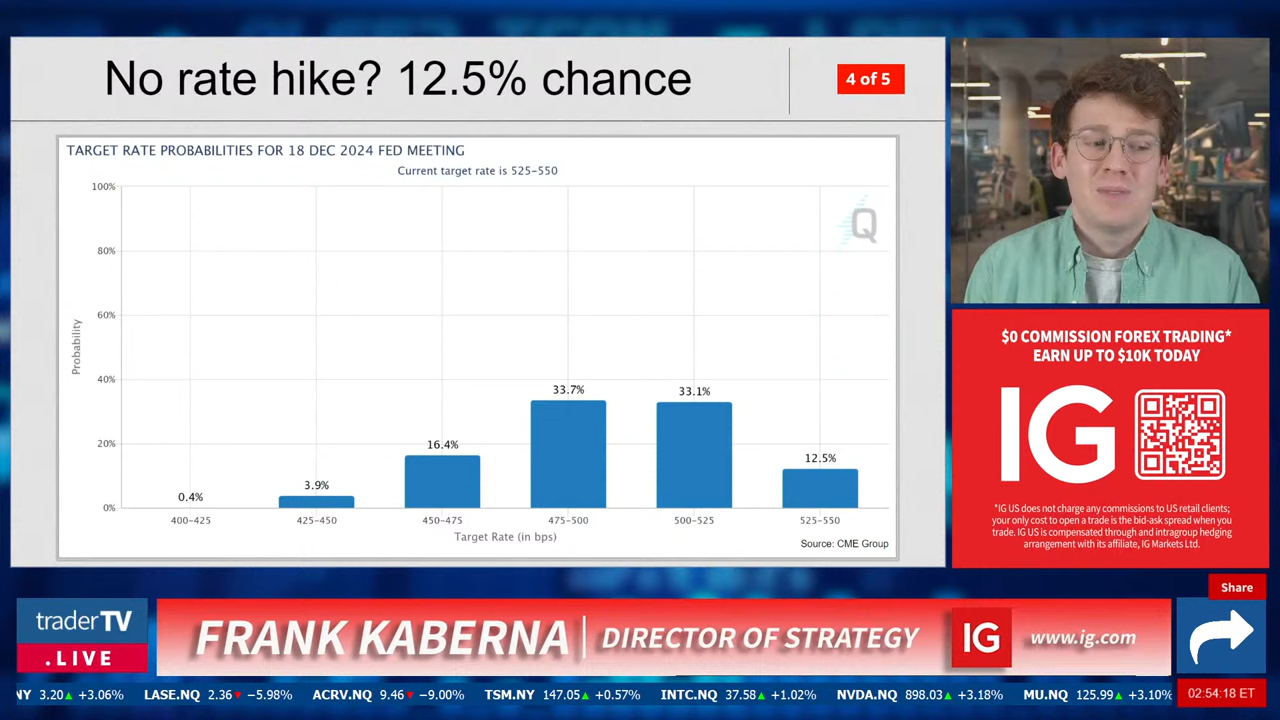 No rate hike? 12.5% chance
4 of 5
TARGET RATE PROBABILITIES FOR 18 DEC 2024 FED MEETING
Current target rate is 525–550
100%
80%
60%
40%
20%
0%
Probability
Q
0.4%
3.9%
16.4%
33.7%
33.1%
12.5%
400–425
425–450
450–475
475–500
500–525
525–550
Target Rate (in bps)
Source: CME Group
$0 COMMISSION FOREX TRADING*
EARN UP TO $10K TODAY
IG
*IG US does not charge any commissions to US retail clients;
your only cost to open a trade is the bid-ask spread when you
trade. IG US is compensated through and intragroup hedging
arrangement with its affiliate, IG Markets Ltd.
Share
traderTV
.LIVE
FRANK KABERNA
DIRECTOR OF STRATEGY
IG
www.ig.com
NY 3.20 +3.06% LASE.NQ 2.36 −5.98% ACRV.NQ 9.46 −9.00% TSM.NY 147.05 +0.57% INTC.NQ 37.58 +1.02% NVDA.NQ 898.03 +3.18% MU.NQ 125.99 +3.10%
02:54:18 ET